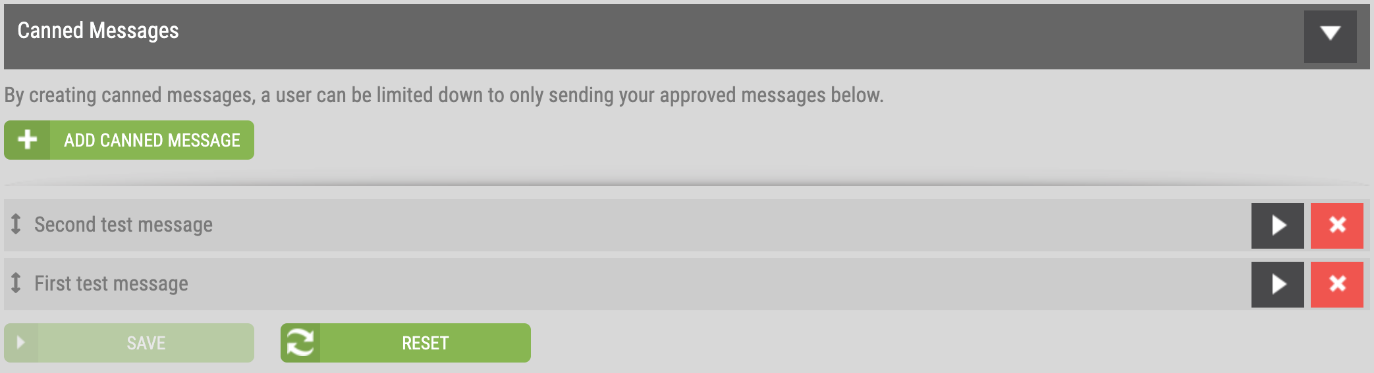 Canned Messages
By creating canned messages, a user can be limited down to only sending your approved messages below.
ADD CANNED MESSAGE
Second test message
First test message
SAVE
RESET